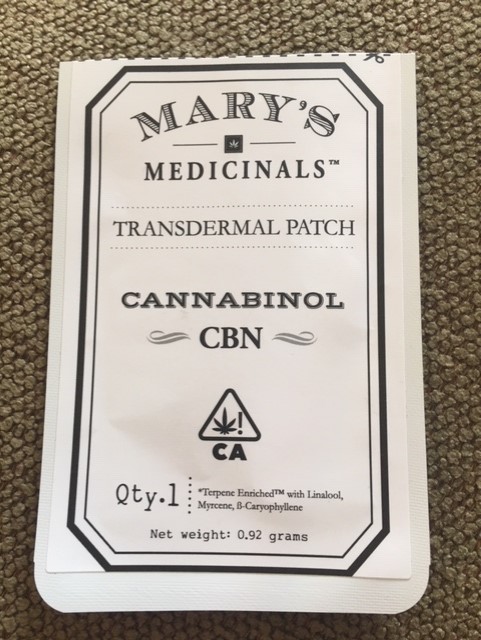 MARY'S
MEDICINALS™
TRANSDERMAL PATCH
CANNABINOL
CBN
!
CA
Qty.1
*Terpene Enriched™ with Linalool,
Myrcene, β-Caryophyllene
Net weight: 0.92 grams